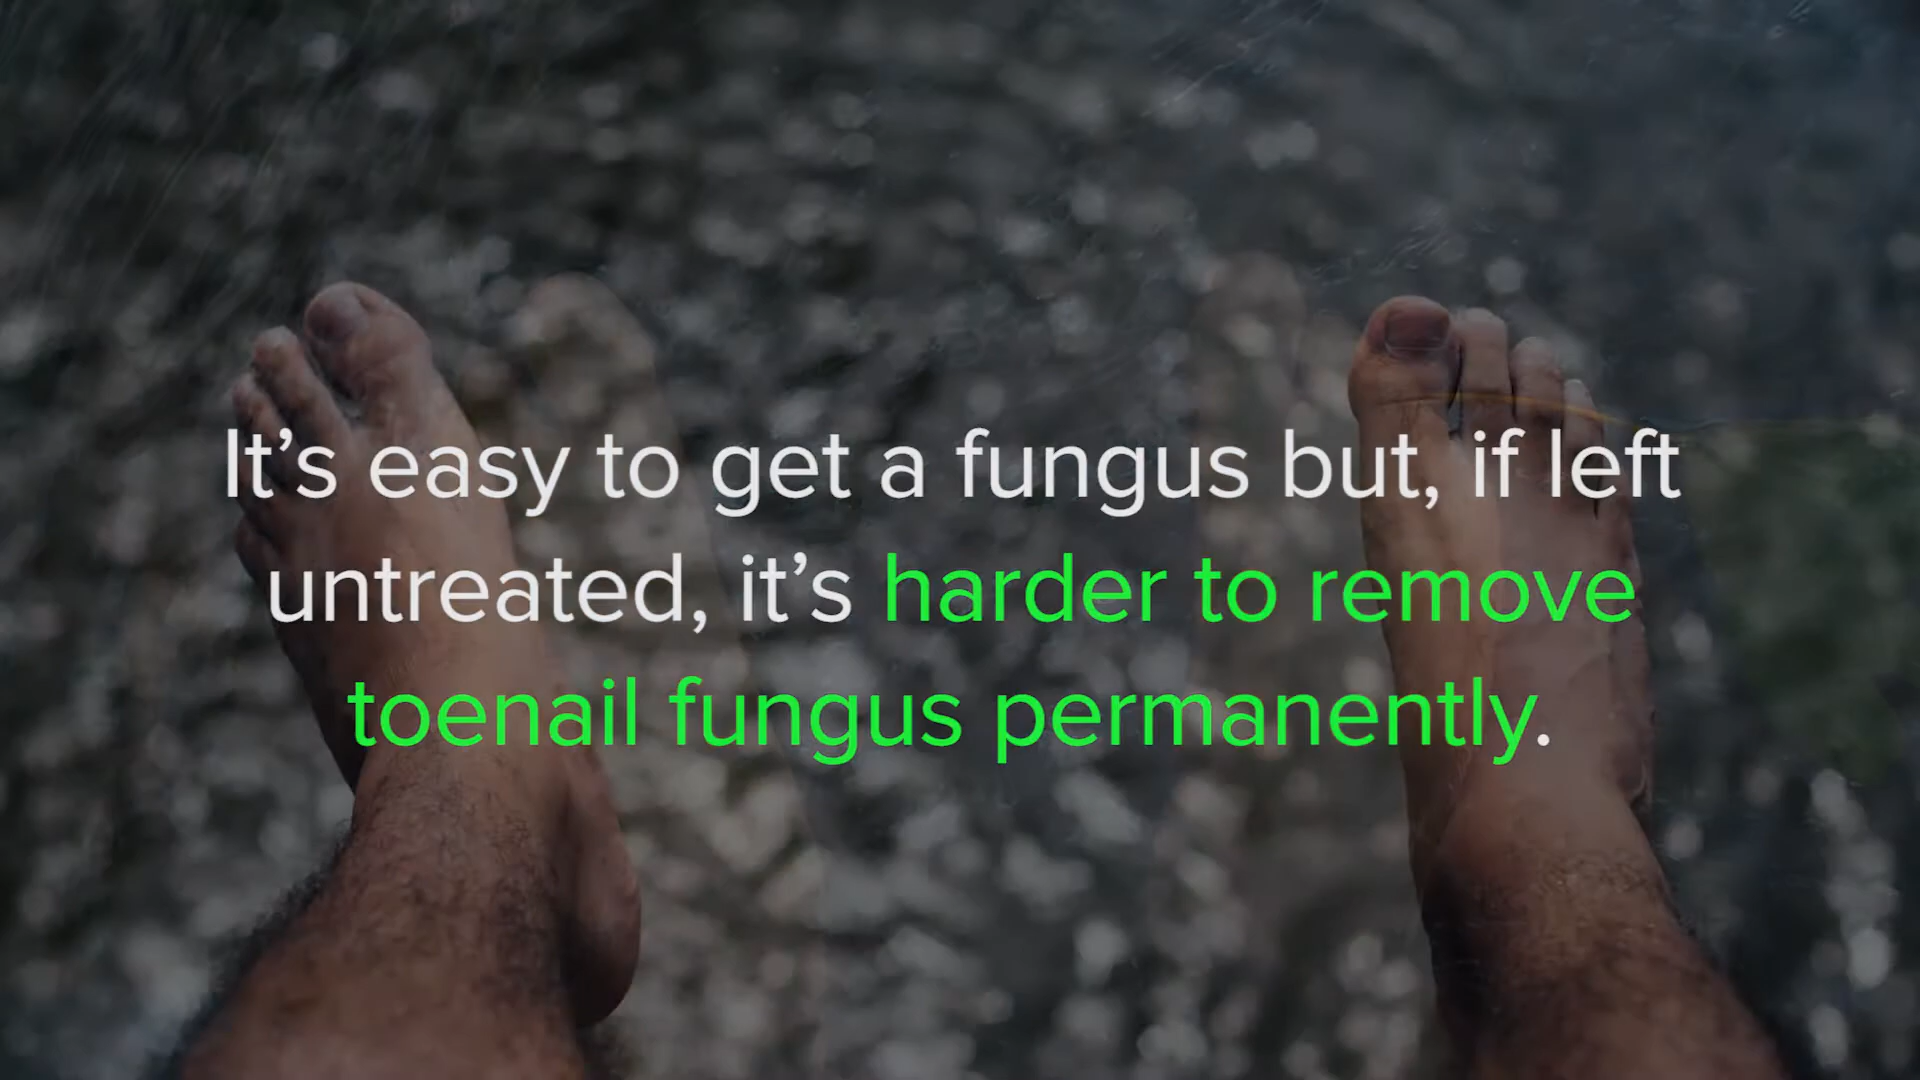 It’s easy to get a fungus but, if left
untreated, it’s harder to remove
toenail fungus permanently.